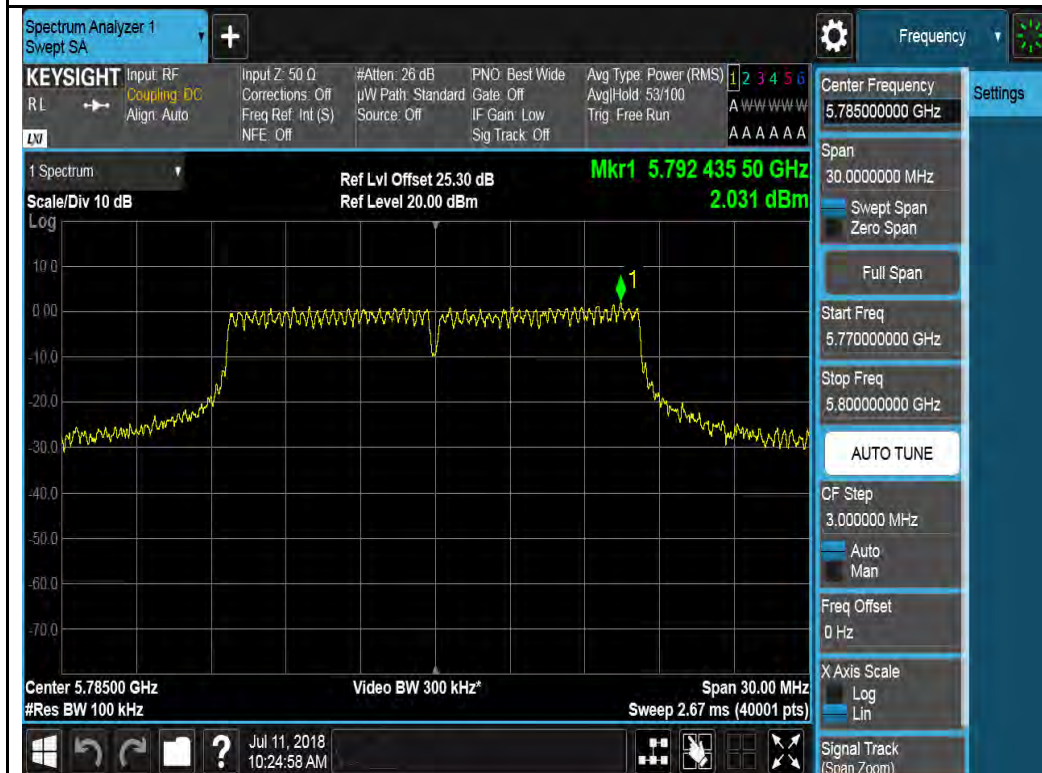 Spectrum Analyzer 1
Swept SA
+
Frequency
KEYSIGHT
RL
LXI
Input: RF
Coupling: DC
Align: Auto
Input Z: 50 Ω
Corrections: Off
Freq Ref: Int (S)
NFE: Off
#Atten: 26 dB
µW Path: Standard
Source: Off
PNO: Best Wide
Gate: Off
IF Gain: Low
Sig Track: Off
Avg Type: Power (RMS)
Avg|Hold: 53/100
Trig: Free Run
1 2 3 4 5 6
A W W W W W
A A A A A A
1 Spectrum
Scale/Div 10 dB
Log
Ref Lvl Offset 25.30 dB
Ref Level 20.00 dBm
Mkr1 5.792 435 50 GHz
2.031 dBm
1
10.0
0.00
-10.0
-20.0
-30.0
-40.0
-50.0
-60.0
-70.0
Center 5.78500 GHz
#Res BW 100 kHz
Video BW 300 kHz*
Span 30.00 MHz
Sweep 2.67 ms (40001 pts)
Center Frequency
5.785000000 GHz
Settings
Span
30.0000000 MHz
Swept Span
Zero Span
Full Span
Start Freq
5.770000000 GHz
Stop Freq
5.800000000 GHz
AUTO TUNE
CF Step
3.000000 MHz
Auto
Man
Freq Offset
0 Hz
X Axis Scale
Log
Lin
Signal Track
(Span Zoom)
?
Jul 11, 2018
10:24:58 AM